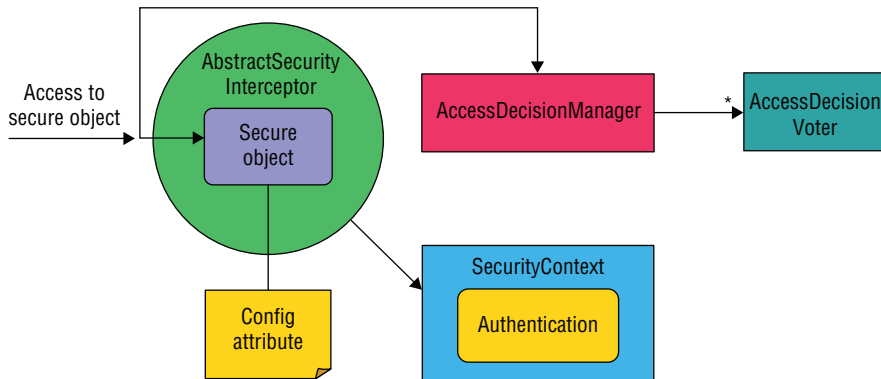 Access to
secure object
AbstractSecurity
Interceptor
Secure
object
AccessDecisionManager
*
AccessDecision
Voter
Config
attribute
SecurityContext
Authentication